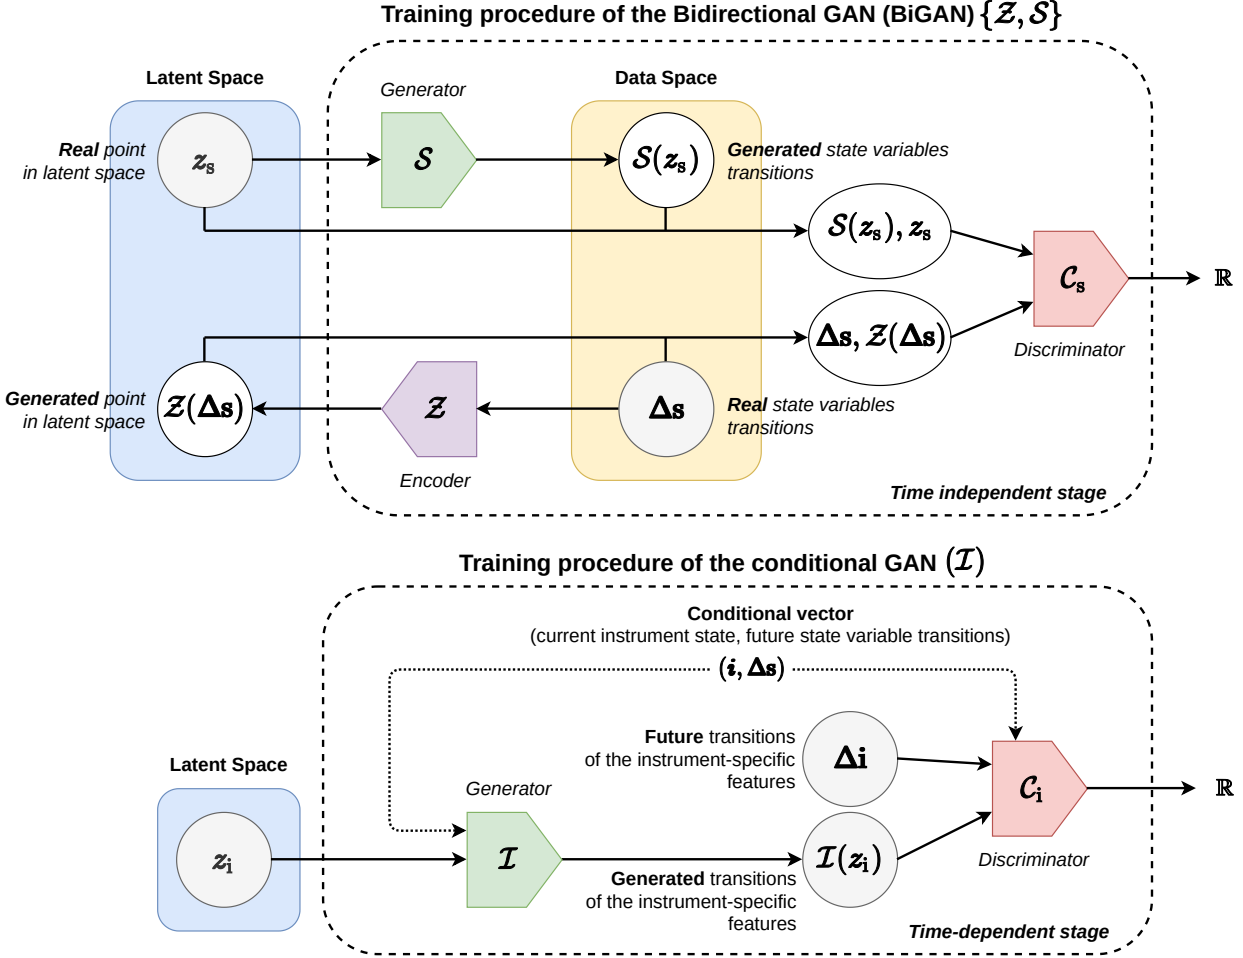 Training procedure of the Bidirectional GAN (BiGAN) {𝒵, 𝒮}
Latent Space
Data Space
Generator
Real point
in latent space
z_s
𝒮
𝒮(z_s)
Generated state variables
transitions
𝒮(z_s), z_s
𝒞_s
ℝ
Δs, 𝒵(Δs)
Discriminator
Generated point
in latent space
𝒵(Δs)
𝒵
Δs
Real state variables
transitions
Encoder
Time independent stage
Training procedure of the conditional GAN (ℐ)
Conditional vector
(current instrument state, future state variable transitions)
(i, Δs)
Future transitions
of the instrument-specific
features
Δi
Latent Space
Generator
𝒞_i
ℝ
z_i
ℐ
ℐ(z_i)
Discriminator
Generated transitions
of the instrument-specific
features
Time-dependent stage